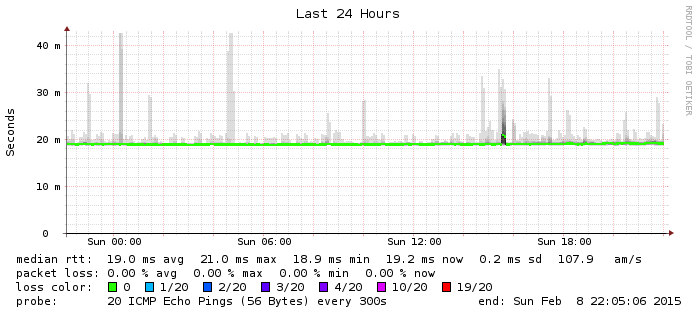 Last 24 Hours
RRDTOOL / TOBI OETIKER
Seconds
40 m
30 m
20 m
10 m
0
Sun 00:00 Sun 06:00 Sun 12:00 Sun 18:00
median rtt: 19.0 ms avg 21.0 ms max 18.9 ms min 19.2 ms now 0.2 ms sd 107.9 am/s
packet loss: 0.00 % avg 0.00 % max 0.00 % min 0.00 % now
loss color: 0 1/20 2/20 3/20 4/20 10/20 19/20
probe: 20 ICMP Echo Pings (56 Bytes) every 300s end: Sun Feb 8 22:05:06 2015